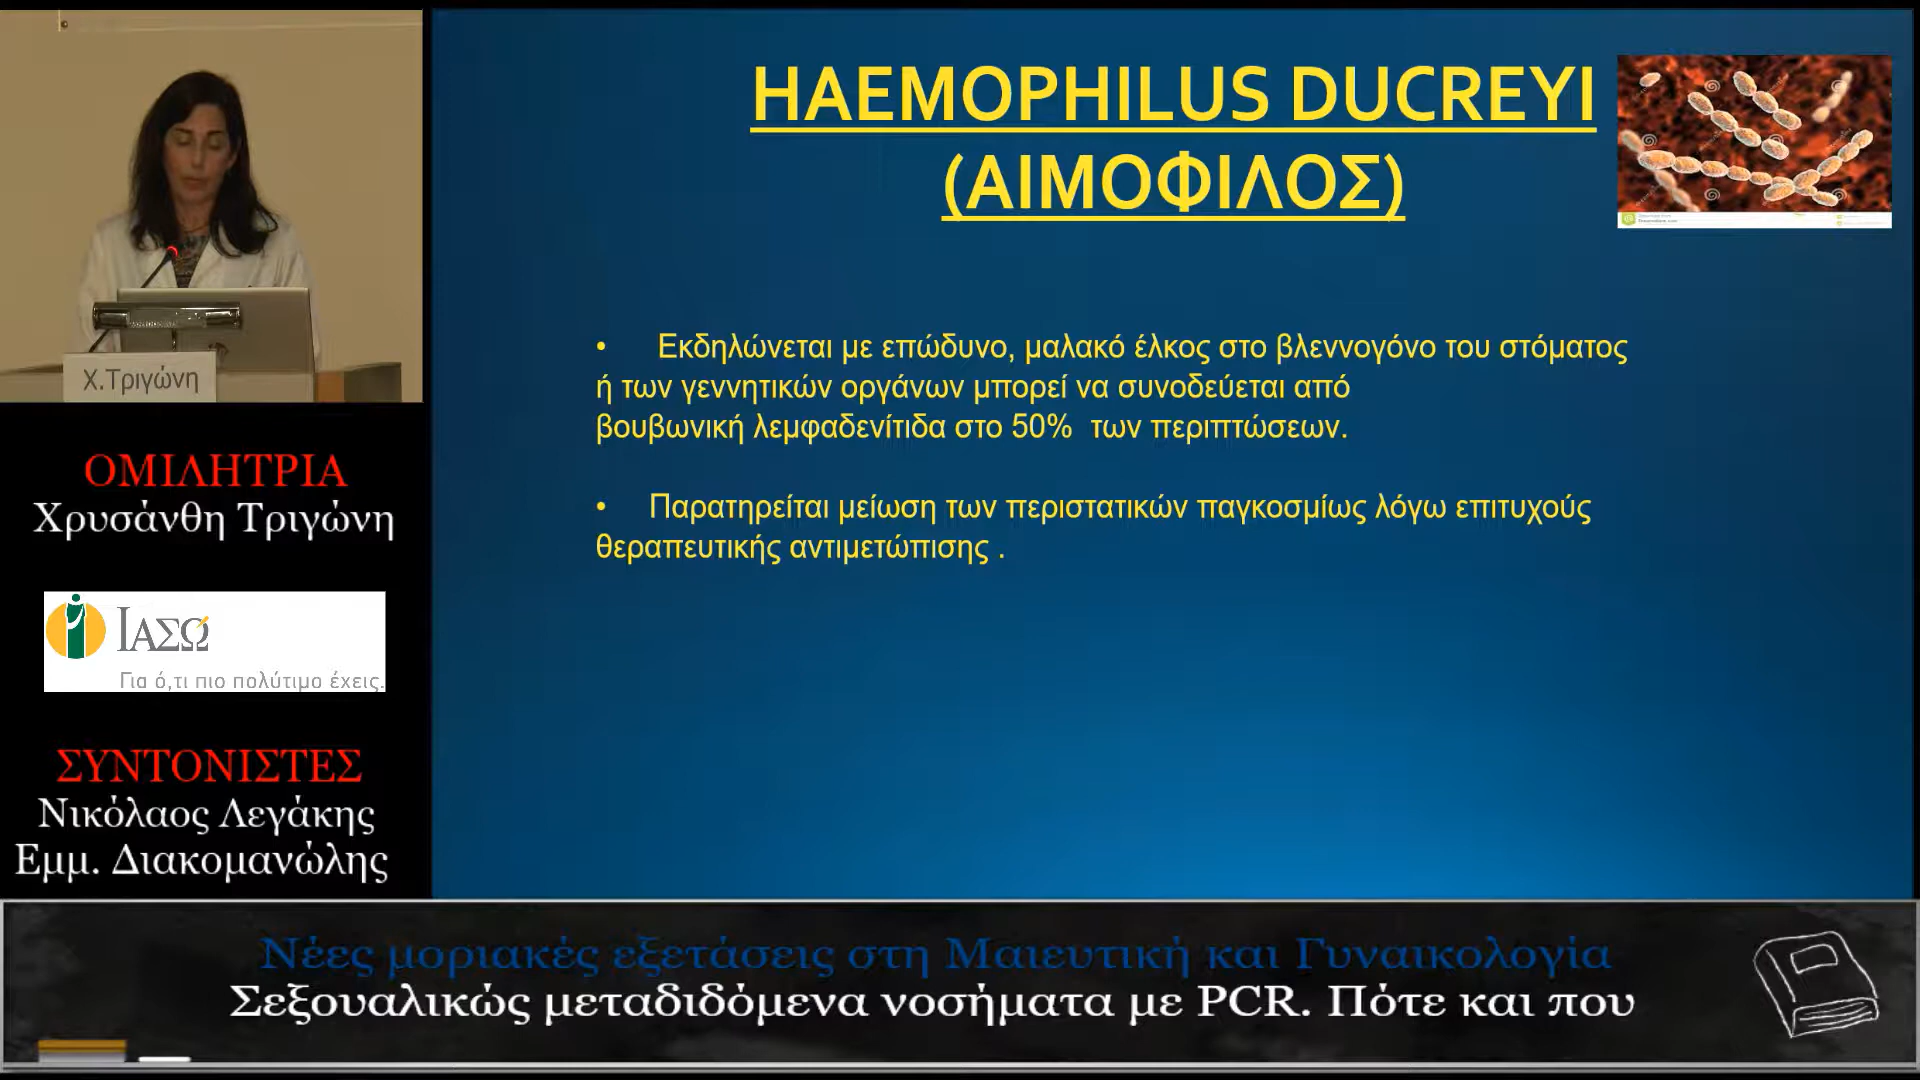 HAEMOPHILUS DUCREYI
(ΑΙΜΟΦΙΛΟΣ)
• Εκδηλώνεται με επώδυνο, μαλακό έλκος στο βλεννογόνο του στόματος
ή των γεννητικών οργάνων μπορεί να συνοδεύεται από
βουβωνική λεμφαδενίτιδα στο 50% των περιπτώσεων.
• Παρατηρείται μείωση των περιστατικών παγκοσμίως λόγω επιτυχούς
θεραπευτικής αντιμετώπισης .
Χ.Τριγώνη
ΟΜΙΛΗΤΡΙΑ
Χρυσάνθη Τριγώνη
ΙΑΣΩ
Για ό,τι πιο πολύτιμο έχεις.
ΣΥΝΤΟΝΙΣΤΕΣ
Νικόλαος Λεγάκης
Εμμ. Διακομανώλης
Νέες μοριακές εξετάσεις στη Μαιευτική και Γυναικολογία
Σεξουαλικώς μεταδιδόμενα νοσήματα με PCR. Πότε και που